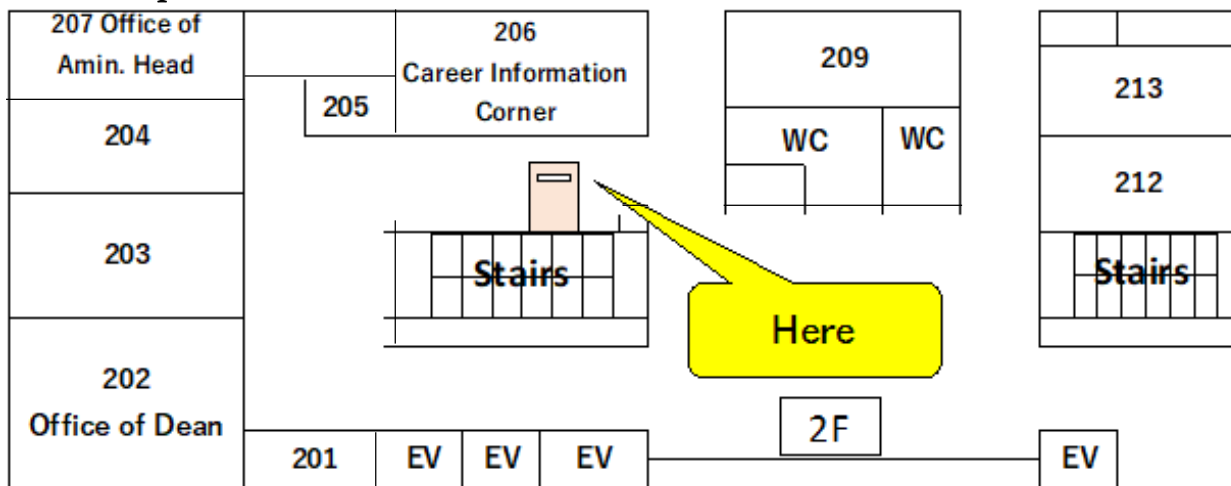 207 Office of
Amin. Head
206
Career Information
Corner
205
209
213
204
WC
WC
212
203
Stairs
Stairs
Here
202
Office of Dean
2F
201
EV
EV
EV
EV